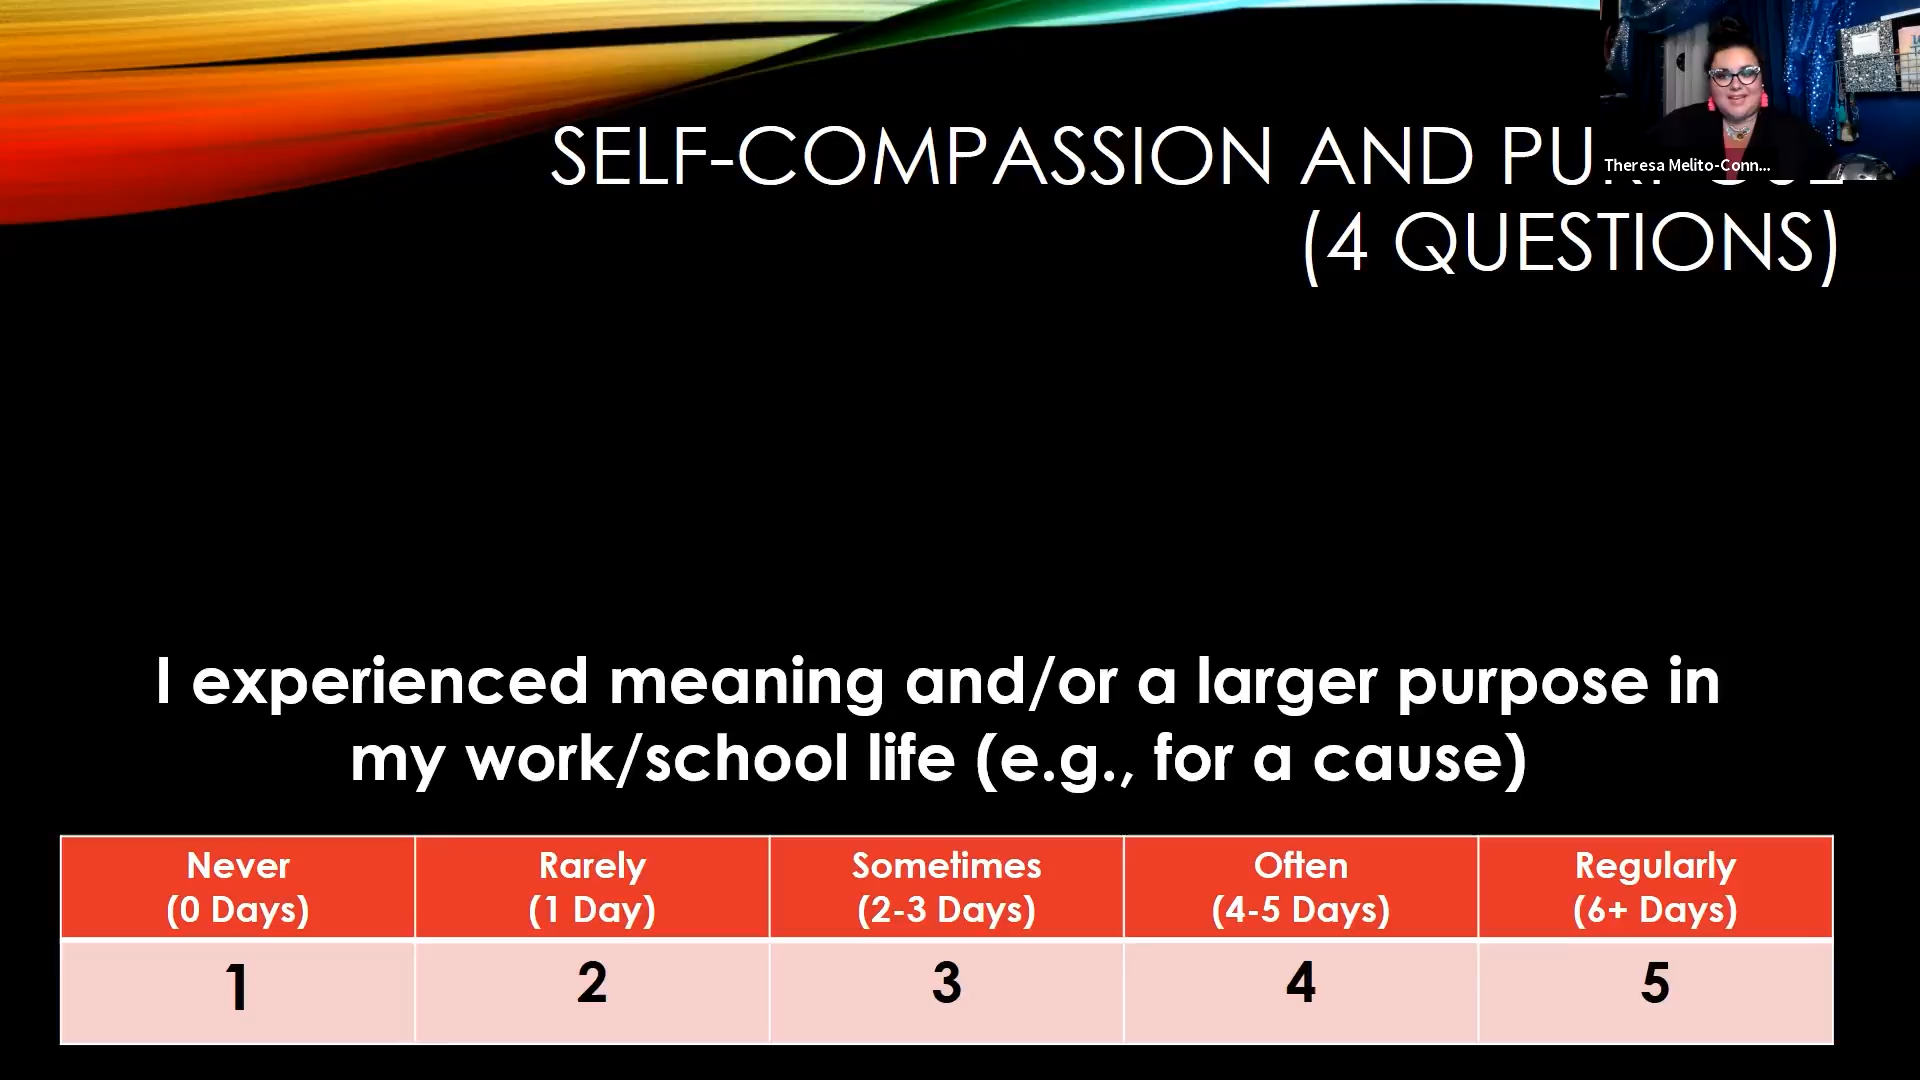 SELF-COMPASSION AND PURPOSE
(4 QUESTIONS)
Theresa Melito-Conn...
I experienced meaning and/or a larger purpose in
my work/school life (e.g., for a cause)
Never Rarely Sometimes Often Regularly
(0 Days) (1 Day) (2-3 Days) (4-5 Days) (6+ Days)
1 2 3 4 5